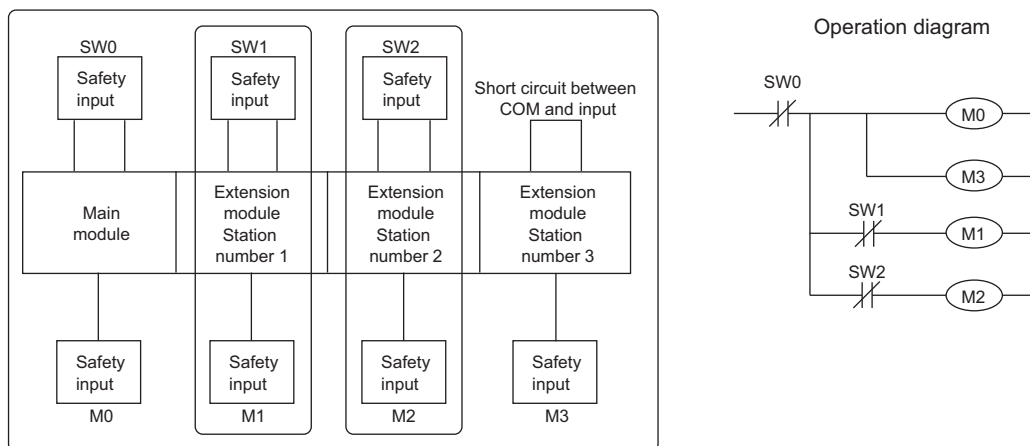 SW0
Safety
input
SW1
Safety
input
SW2
Safety
input
Short circuit between
COM and input
Main
module
Extension
module
Station
number 1
Extension
module
Station
number 2
Extension
module
Station
number 3
Safety
input
M0
Safety
input
M1
Safety
input
M2
Safety
input
M3
Operation diagram
SW0
M0
M3
SW1
M1
SW2
M2